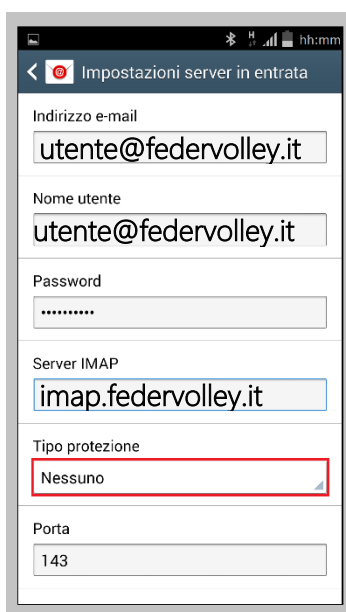 H hh:mm
Impostazioni server in entrata
Indirizzo e-mail
utente@federvolley.it
Nome utente
utente@federvolley.it
Password
••••••••••
Server IMAP
imap.federvolley.it
Tipo protezione
Nessuno
Porta
143